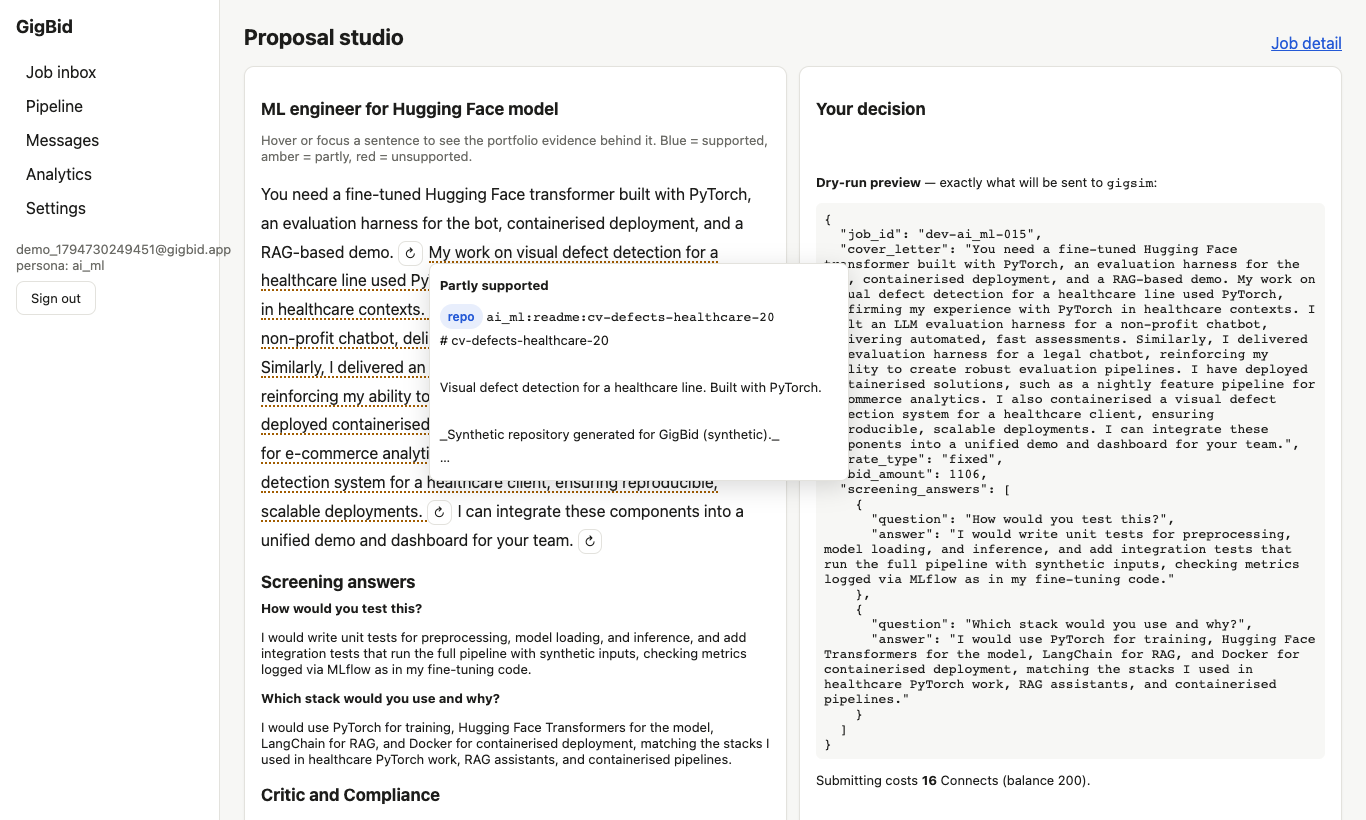 GigBid
Job inbox
Pipeline
Messages
Analytics
Settings
demo_1794730249451@gigbid.app
persona: ai_ml
Sign out
Proposal studio
Job detail
ML engineer for Hugging Face model
Hover or focus a sentence to see the portfolio evidence behind it. Blue = supported,
amber = partly, red = unsupported.
You need a fine-tuned Hugging Face transformer built with PyTorch,
an evaluation harness for the bot, containerised deployment, and a
RAG-based demo. ↻ My work on visual defect detection for a
healthcare line used Py
in healthcare contexts.
non-profit chatbot, deli
Similarly, I delivered an
reinforcing my ability to
deployed containerised
for e-commerce analyti
detection system for a healthcare client, ensuring reproducible,
scalable deployments. ↻ I can integrate these components into a
unified demo and dashboard for your team. ↻
Partly supported
repo ai_ml:readme:cv-defects-healthcare-20
# cv-defects-healthcare-20
Visual defect detection for a healthcare line. Built with PyTorch.
_Synthetic repository generated for GigBid (synthetic)._
...
Screening answers
How would you test this?
I would write unit tests for preprocessing, model loading, and inference, and add
integration tests that run the full pipeline with synthetic inputs, checking metrics
logged via MLflow as in my fine-tuning code.
Which stack would you use and why?
I would use PyTorch for training, Hugging Face Transformers for the model,
LangChain for RAG, and Docker for containerised deployment, matching the stacks I
used in healthcare PyTorch work, RAG assistants, and containerised pipelines.
Critic and Compliance
Your decision
Dry-run preview — exactly what will be sent to gigsim:
{
"job_id": "dev-ai_ml-015",
"cover_letter": "You need a fine-tuned Hugging Face
transformer built with PyTorch, an evaluation harness for the
, containerised deployment, and a RAG-based demo. My work on
ual defect detection for a healthcare line used PyTorch,
firming my experience with PyTorch in healthcare contexts. I
lt an LLM evaluation harness for a non-profit chatbot,
ivering automated, fast assessments. Similarly, I delivered
evaluation harness for a legal chatbot, reinforcing my
lity to create robust evaluation pipelines. I have deployed
tainerised solutions, such as a nightly feature pipeline for
ommerce analytics. I also containerised a visual defect
ection system for a healthcare client, ensuring
roducible, scalable deployments. I can integrate these
ponents into a unified demo and dashboard for your team.",
rate_type": "fixed",
bid_amount": 1106,
"screening_answers": [
{
"question": "How would you test this?",
"answer": "I would write unit tests for preprocessing,
model loading, and inference, and add integration tests that
run the full pipeline with synthetic inputs, checking metrics
logged via MLflow as in my fine-tuning code."
},
{
"question": "Which stack would you use and why?",
"answer": "I would use PyTorch for training, Hugging Face
Transformers for the model, LangChain for RAG, and Docker for
containerised deployment, matching the stacks I used in
healthcare PyTorch work, RAG assistants, and containerised
pipelines."
}
]
}
Submitting costs 16 Connects (balance 200).